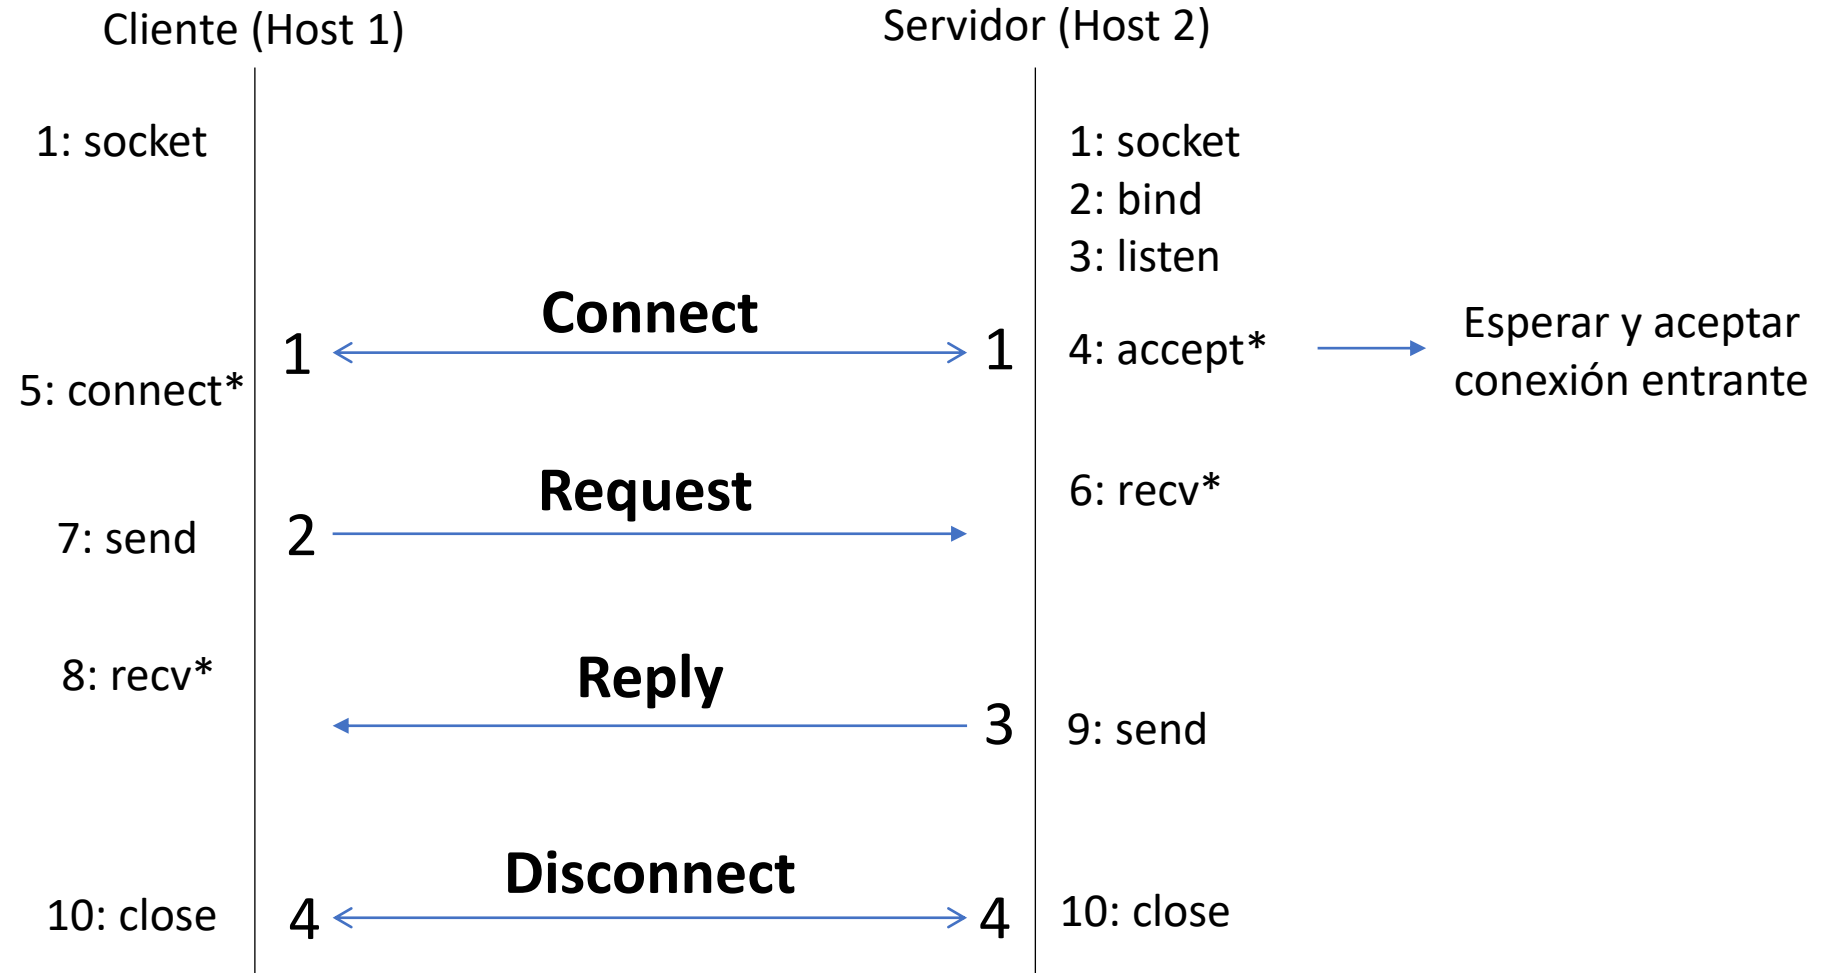 Cliente (Host 1)
Servidor (Host 2)
1: socket
1: socket
2: bind
3: listen
Connect
1
1
4: accept*
Esperar y aceptar
conexión entrante
5: connect*
Request
6: recv*
7: send
2
8: recv*
Reply
3
9: send
Disconnect
10: close
4
4
10: close